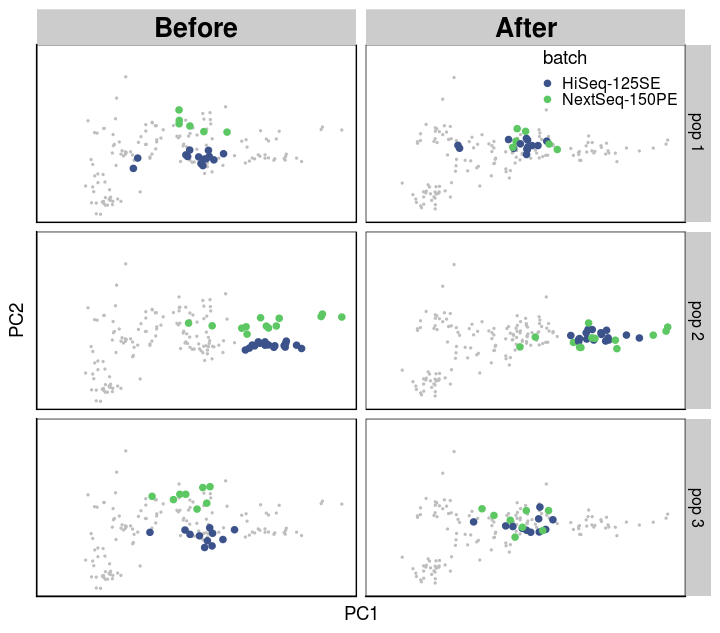 Before
After
batch
HiSeq-125SE
NextSeq-150PE
pop 1
pop 2
pop 3
PC2
PC1